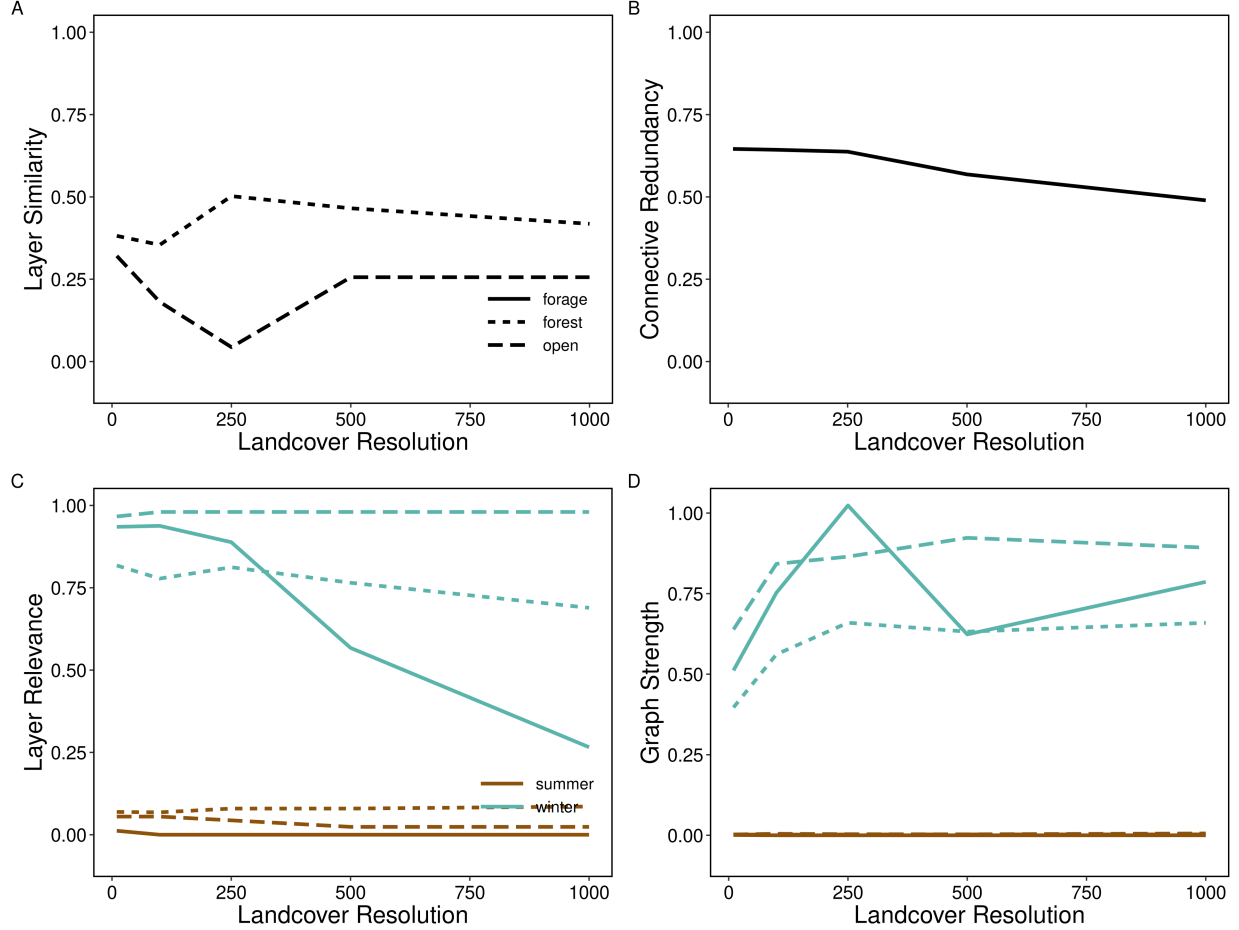 A
1.00
0.75
0.50
0.25
0.00
Layer Similarity
forage
forest
open
0 250 500 750 1000
Landcover Resolution
B
1.00
0.75
0.50
0.25
0.00
Connective Redundancy
0 250 500 750 1000
Landcover Resolution
C
1.00
0.75
0.50
0.25
0.00
Layer Relevance
summer
winter
0 250 500 750 1000
Landcover Resolution
D
1.00
0.75
0.50
0.25
0.00
Graph Strength
0 250 500 750 1000
Landcover Resolution